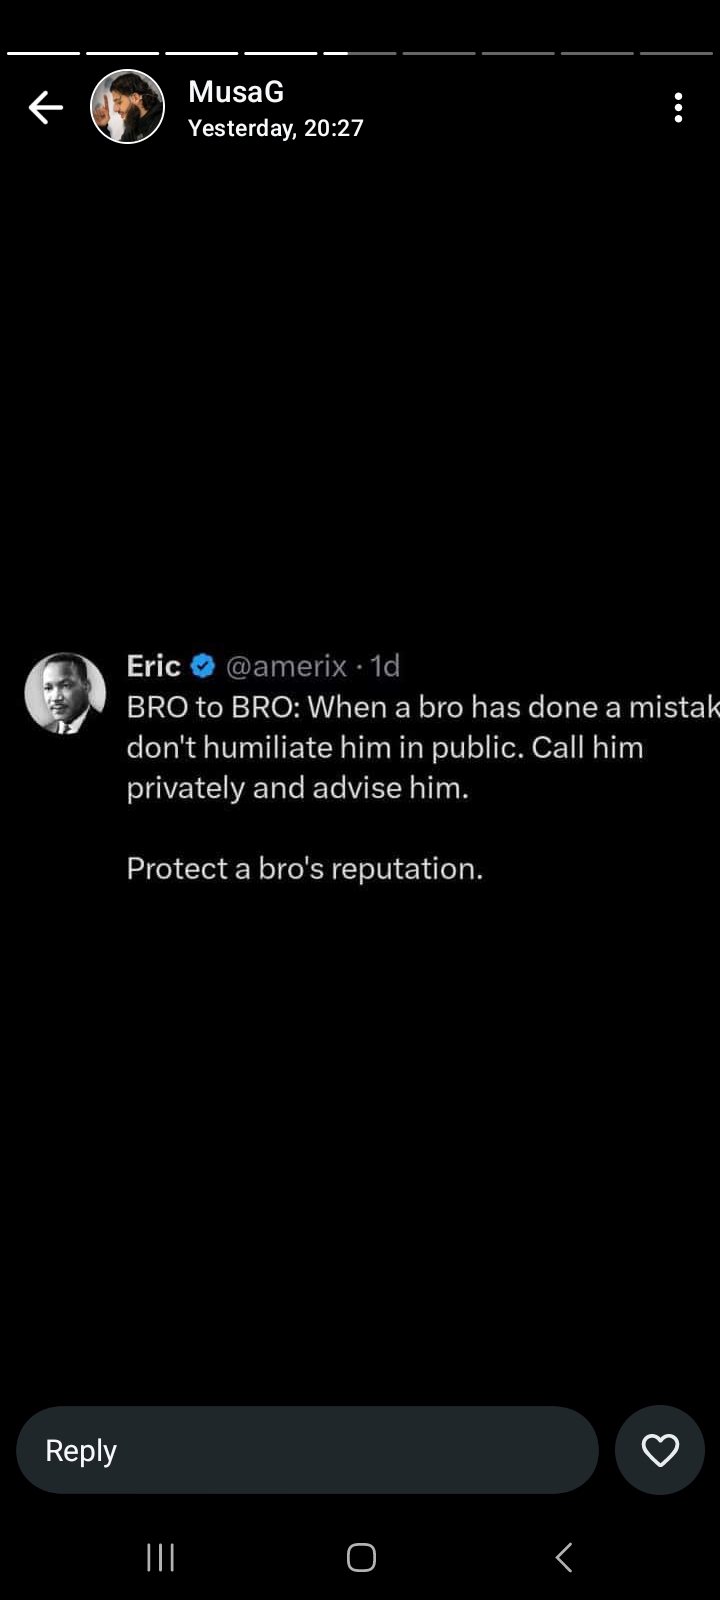 MusaG
Yesterday, 20:27
Eric @amerix · 1d
BRO to BRO: When a bro has done a mistak
don't humiliate him in public. Call him
privately and advise him.
Protect a bro's reputation.
Reply